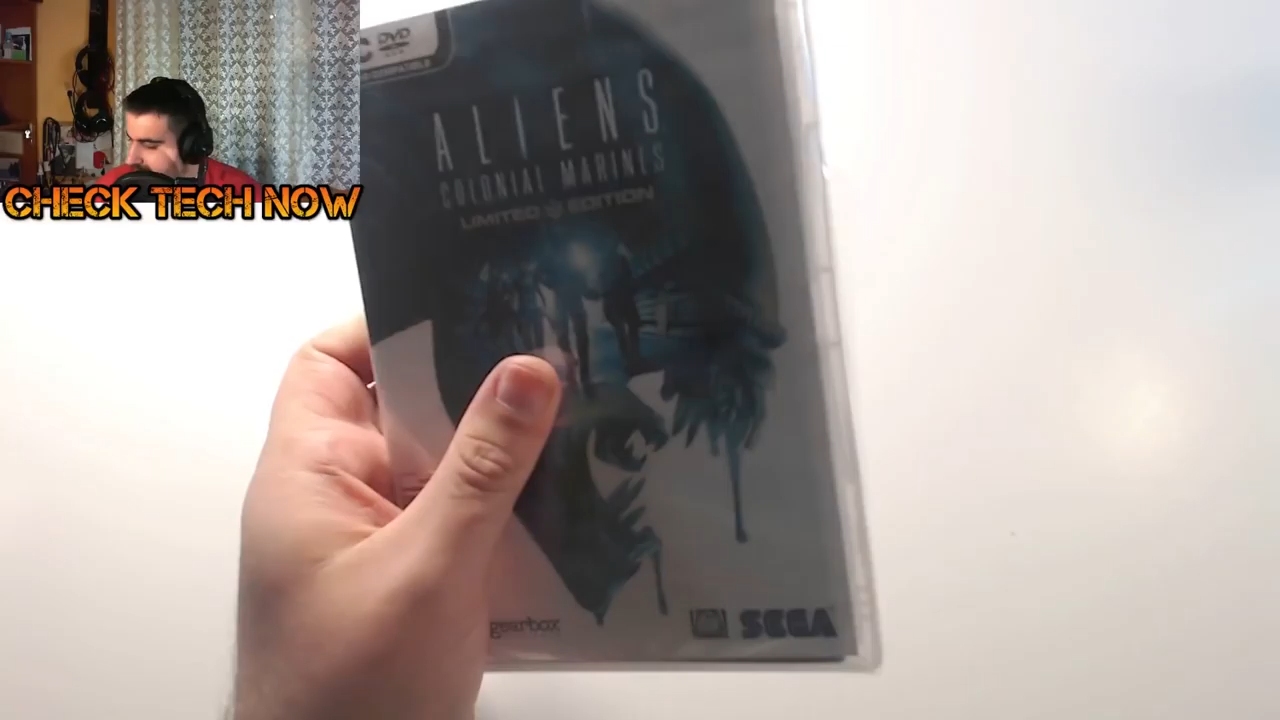 CHECK TECH NOW
DVD
ALIENS
COLONIAL MARINES
LIMITED EDITION
gearbox
SEGA